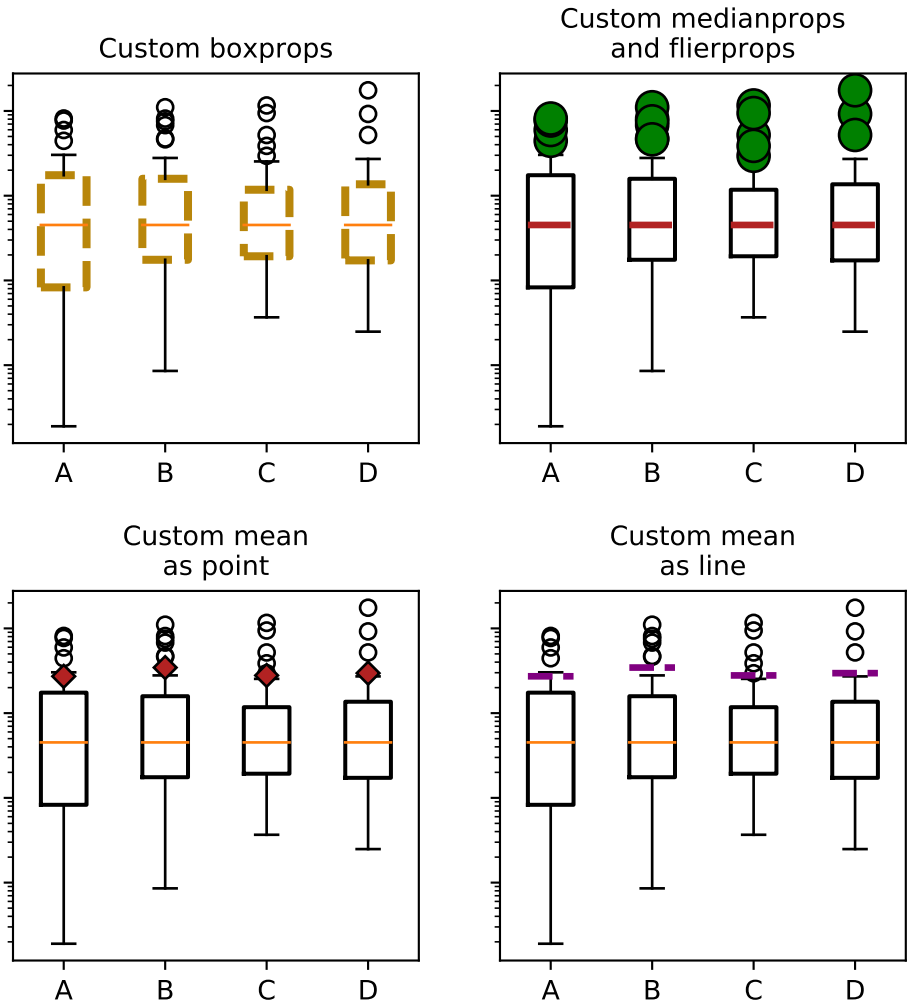 Custom boxprops
Custom medianprops
and flierprops
A B C D
A B C D
Custom mean
as point
Custom mean
as line
A B C D
A B C D